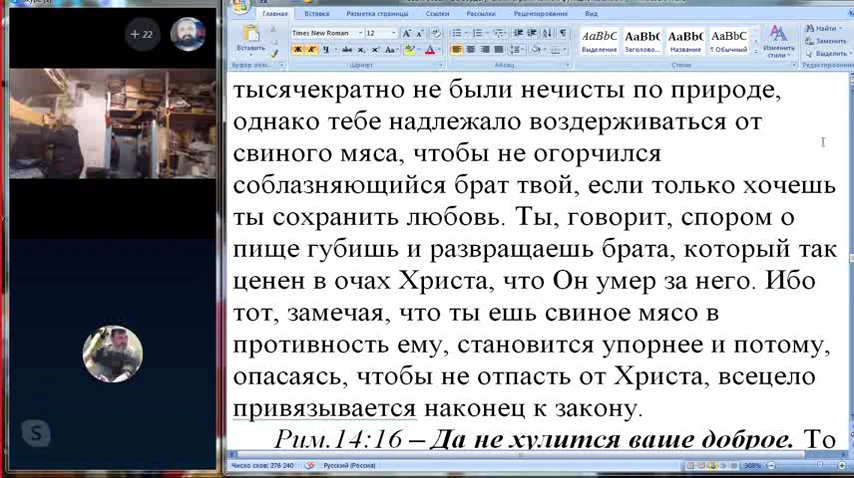 Главная Вставка Разметка страницы Ссылки Рассылки Рецензирование Вид
+ 22
Вставить
Times New Roman 12
Ж К
AaBbC AaBbC AaBbC AaBbC
Выделение Заголово... Название ¶ Обычный
Изменить стили
Найти
Заменить
Выделить
Шрифт Абзац Стили Редактирование
тысячекратно не были нечисты по природе,
однако тебе надлежало воздерживаться от
свиного мяса, чтобы не огорчился
соблазняющийся брат твой, если только хочешь
ты сохранить любовь. Ты, говорит, спором о
пище губишь и развращаешь брата, который так
ценен в очах Христа, что Он умер за него. Ибо
тот, замечая, что ты ешь свиное мясо в
противность ему, становится упорнее и потому,
опасаясь, чтобы не отпасть от Христа, всецело
привязывается наконец к закону.
Рим.14:16 – Да не хулится ваше доброе. То
S
Число слов: 276 240 Русский (Россия) 308%